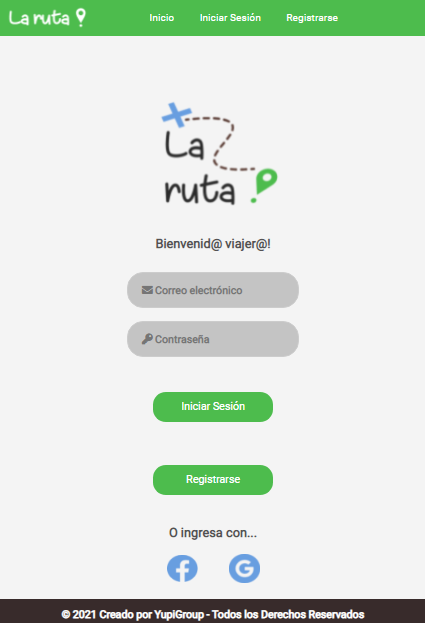 La ruta
Inicio Iniciar Sesión Registrarse
La
ruta
Bienvenid@ viajer@!
Correo electrónico
Contraseña
Iniciar Sesión
Registrarse
O ingresa con...
© 2021 Creado por YupiGroup - Todos los Derechos Reservados